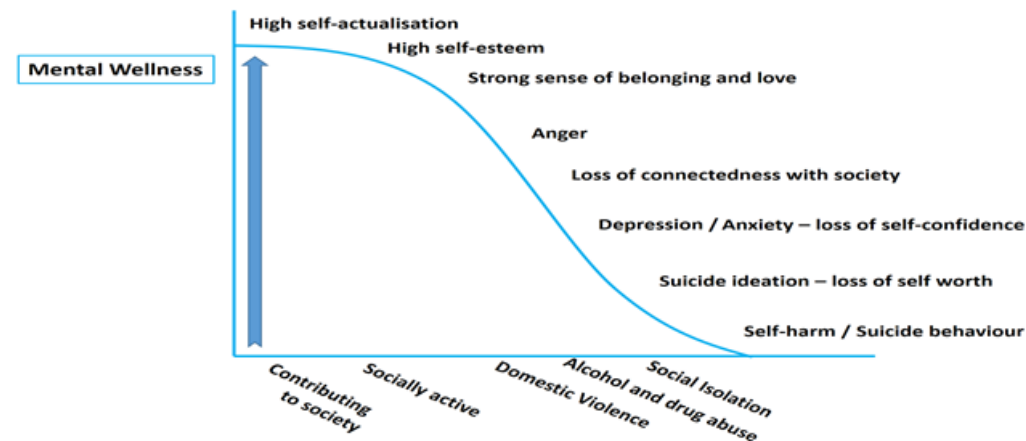 High self-actualisation
High self-esteem
Mental Wellness
Strong sense of belonging and love
Anger
Loss of connectedness with society
Depression / Anxiety – loss of self-confidence
Suicide ideation – loss of self worth
Self-harm / Suicide behaviour
Contributing
to society
Socially active
Domestic Violence
Alcohol and drug abuse
Social Isolation